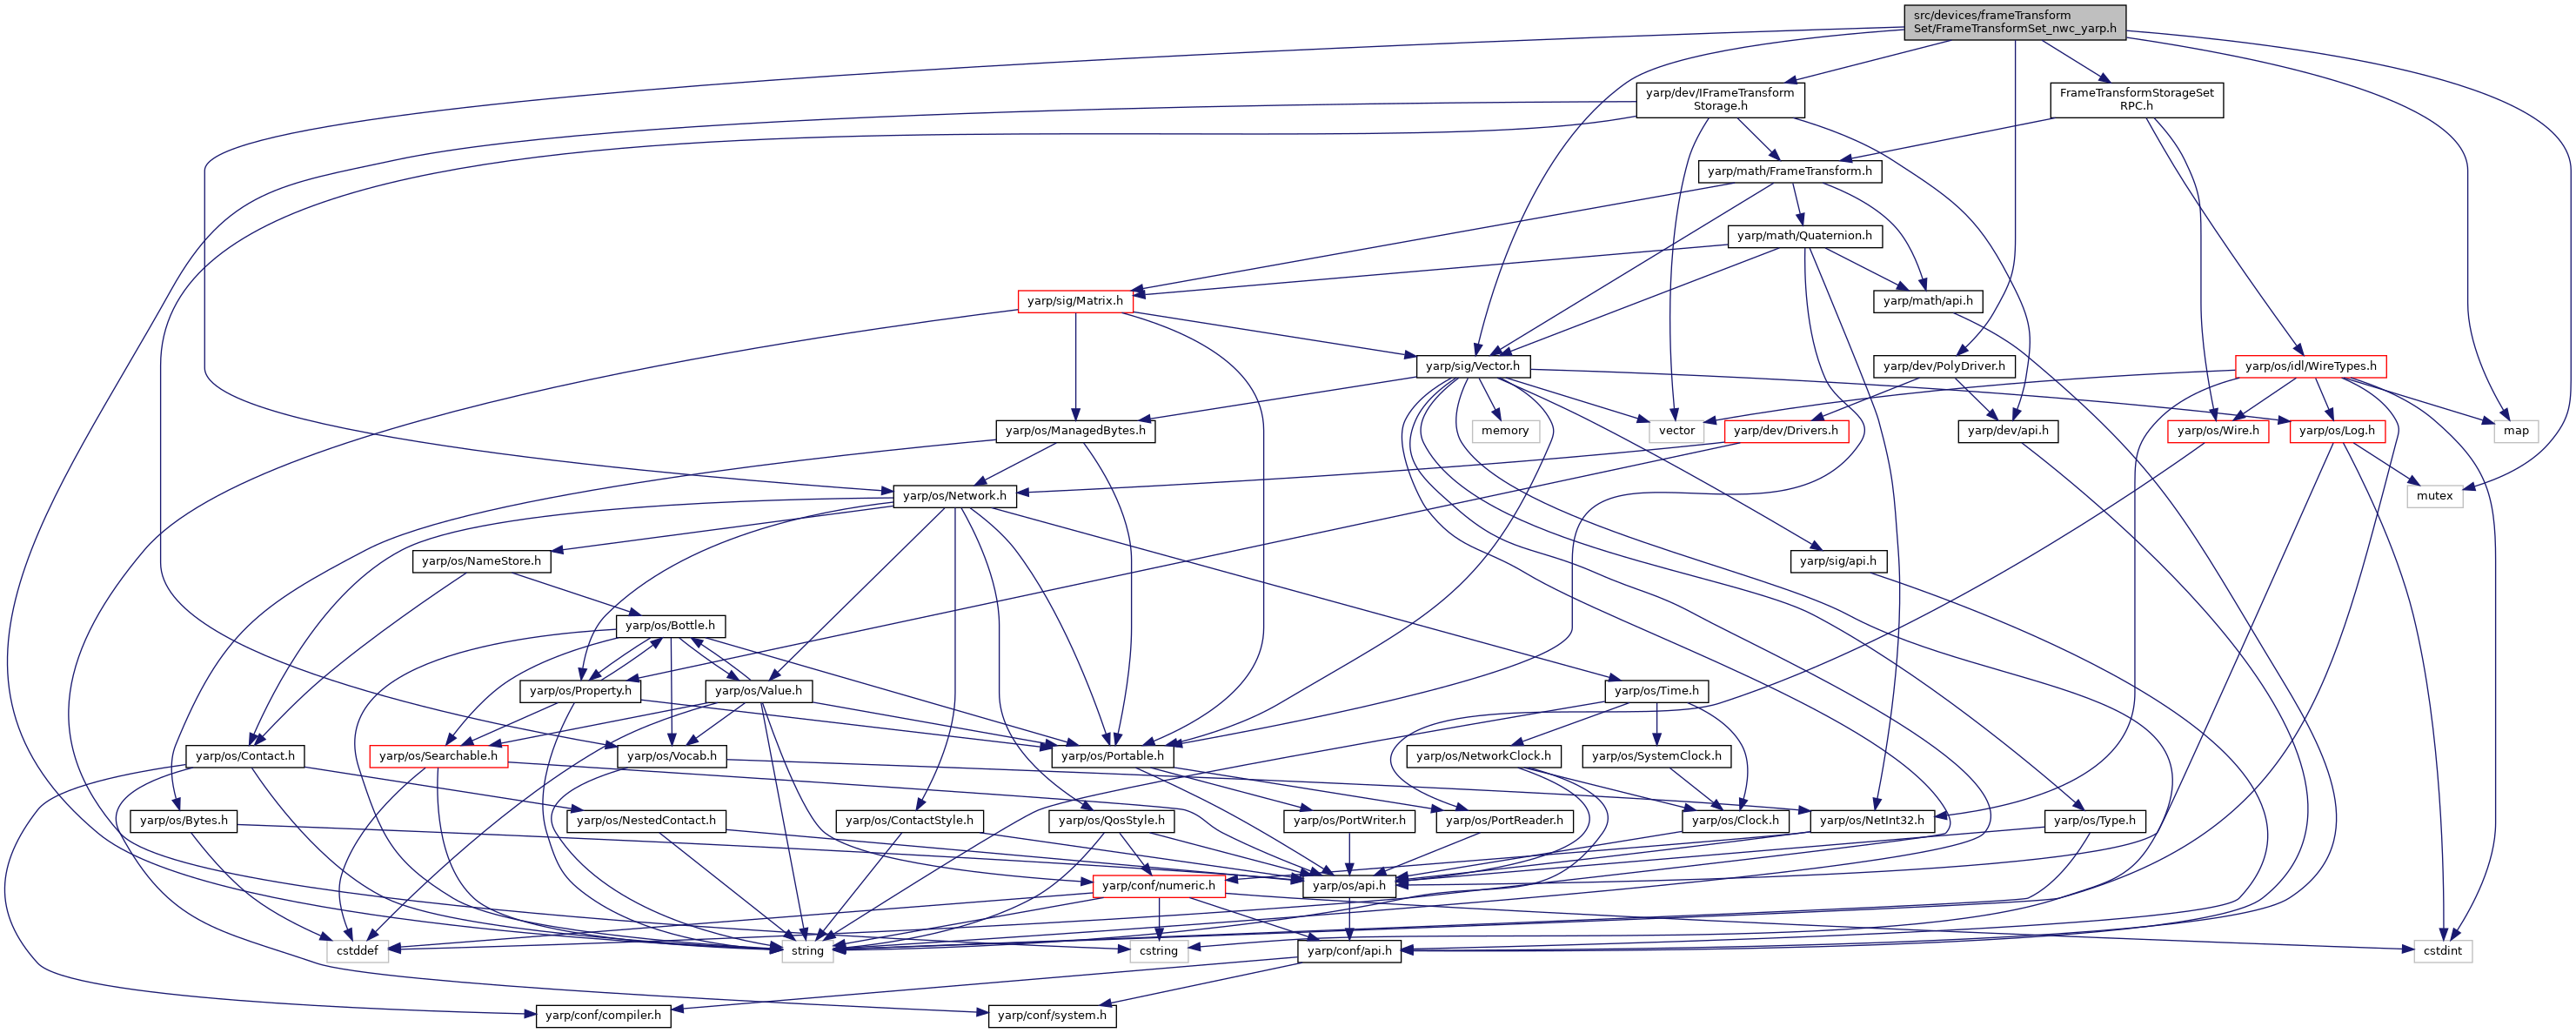 src/devices/frameTransform
Set/FrameTransformSet_nwc_yarp.h
yarp/dev/IFrameTransform
Storage.h
FrameTransformStorageSet
RPC.h
yarp/math/FrameTransform.h
yarp/math/Quaternion.h
yarp/sig/Matrix.h
yarp/math/api.h
yarp/sig/Vector.h
yarp/dev/PolyDriver.h
yarp/os/idl/WireTypes.h
yarp/os/ManagedBytes.h
memory
vector
yarp/dev/Drivers.h
yarp/dev/api.h
yarp/os/Wire.h
yarp/os/Log.h
map
yarp/os/Network.h
mutex
yarp/os/NameStore.h
yarp/sig/api.h
yarp/os/Bottle.h
yarp/os/Property.h
yarp/os/Value.h
yarp/os/Time.h
yarp/os/Contact.h
yarp/os/Searchable.h
yarp/os/Vocab.h
yarp/os/Portable.h
yarp/os/NetworkClock.h
yarp/os/SystemClock.h
yarp/os/Bytes.h
yarp/os/NestedContact.h
yarp/os/ContactStyle.h
yarp/os/QosStyle.h
yarp/os/PortWriter.h
yarp/os/PortReader.h
yarp/os/Clock.h
yarp/os/NetInt32.h
yarp/os/Type.h
yarp/conf/numeric.h
yarp/os/api.h
cstddef
string
cstring
yarp/conf/api.h
cstdint
yarp/conf/compiler.h
yarp/conf/system.h